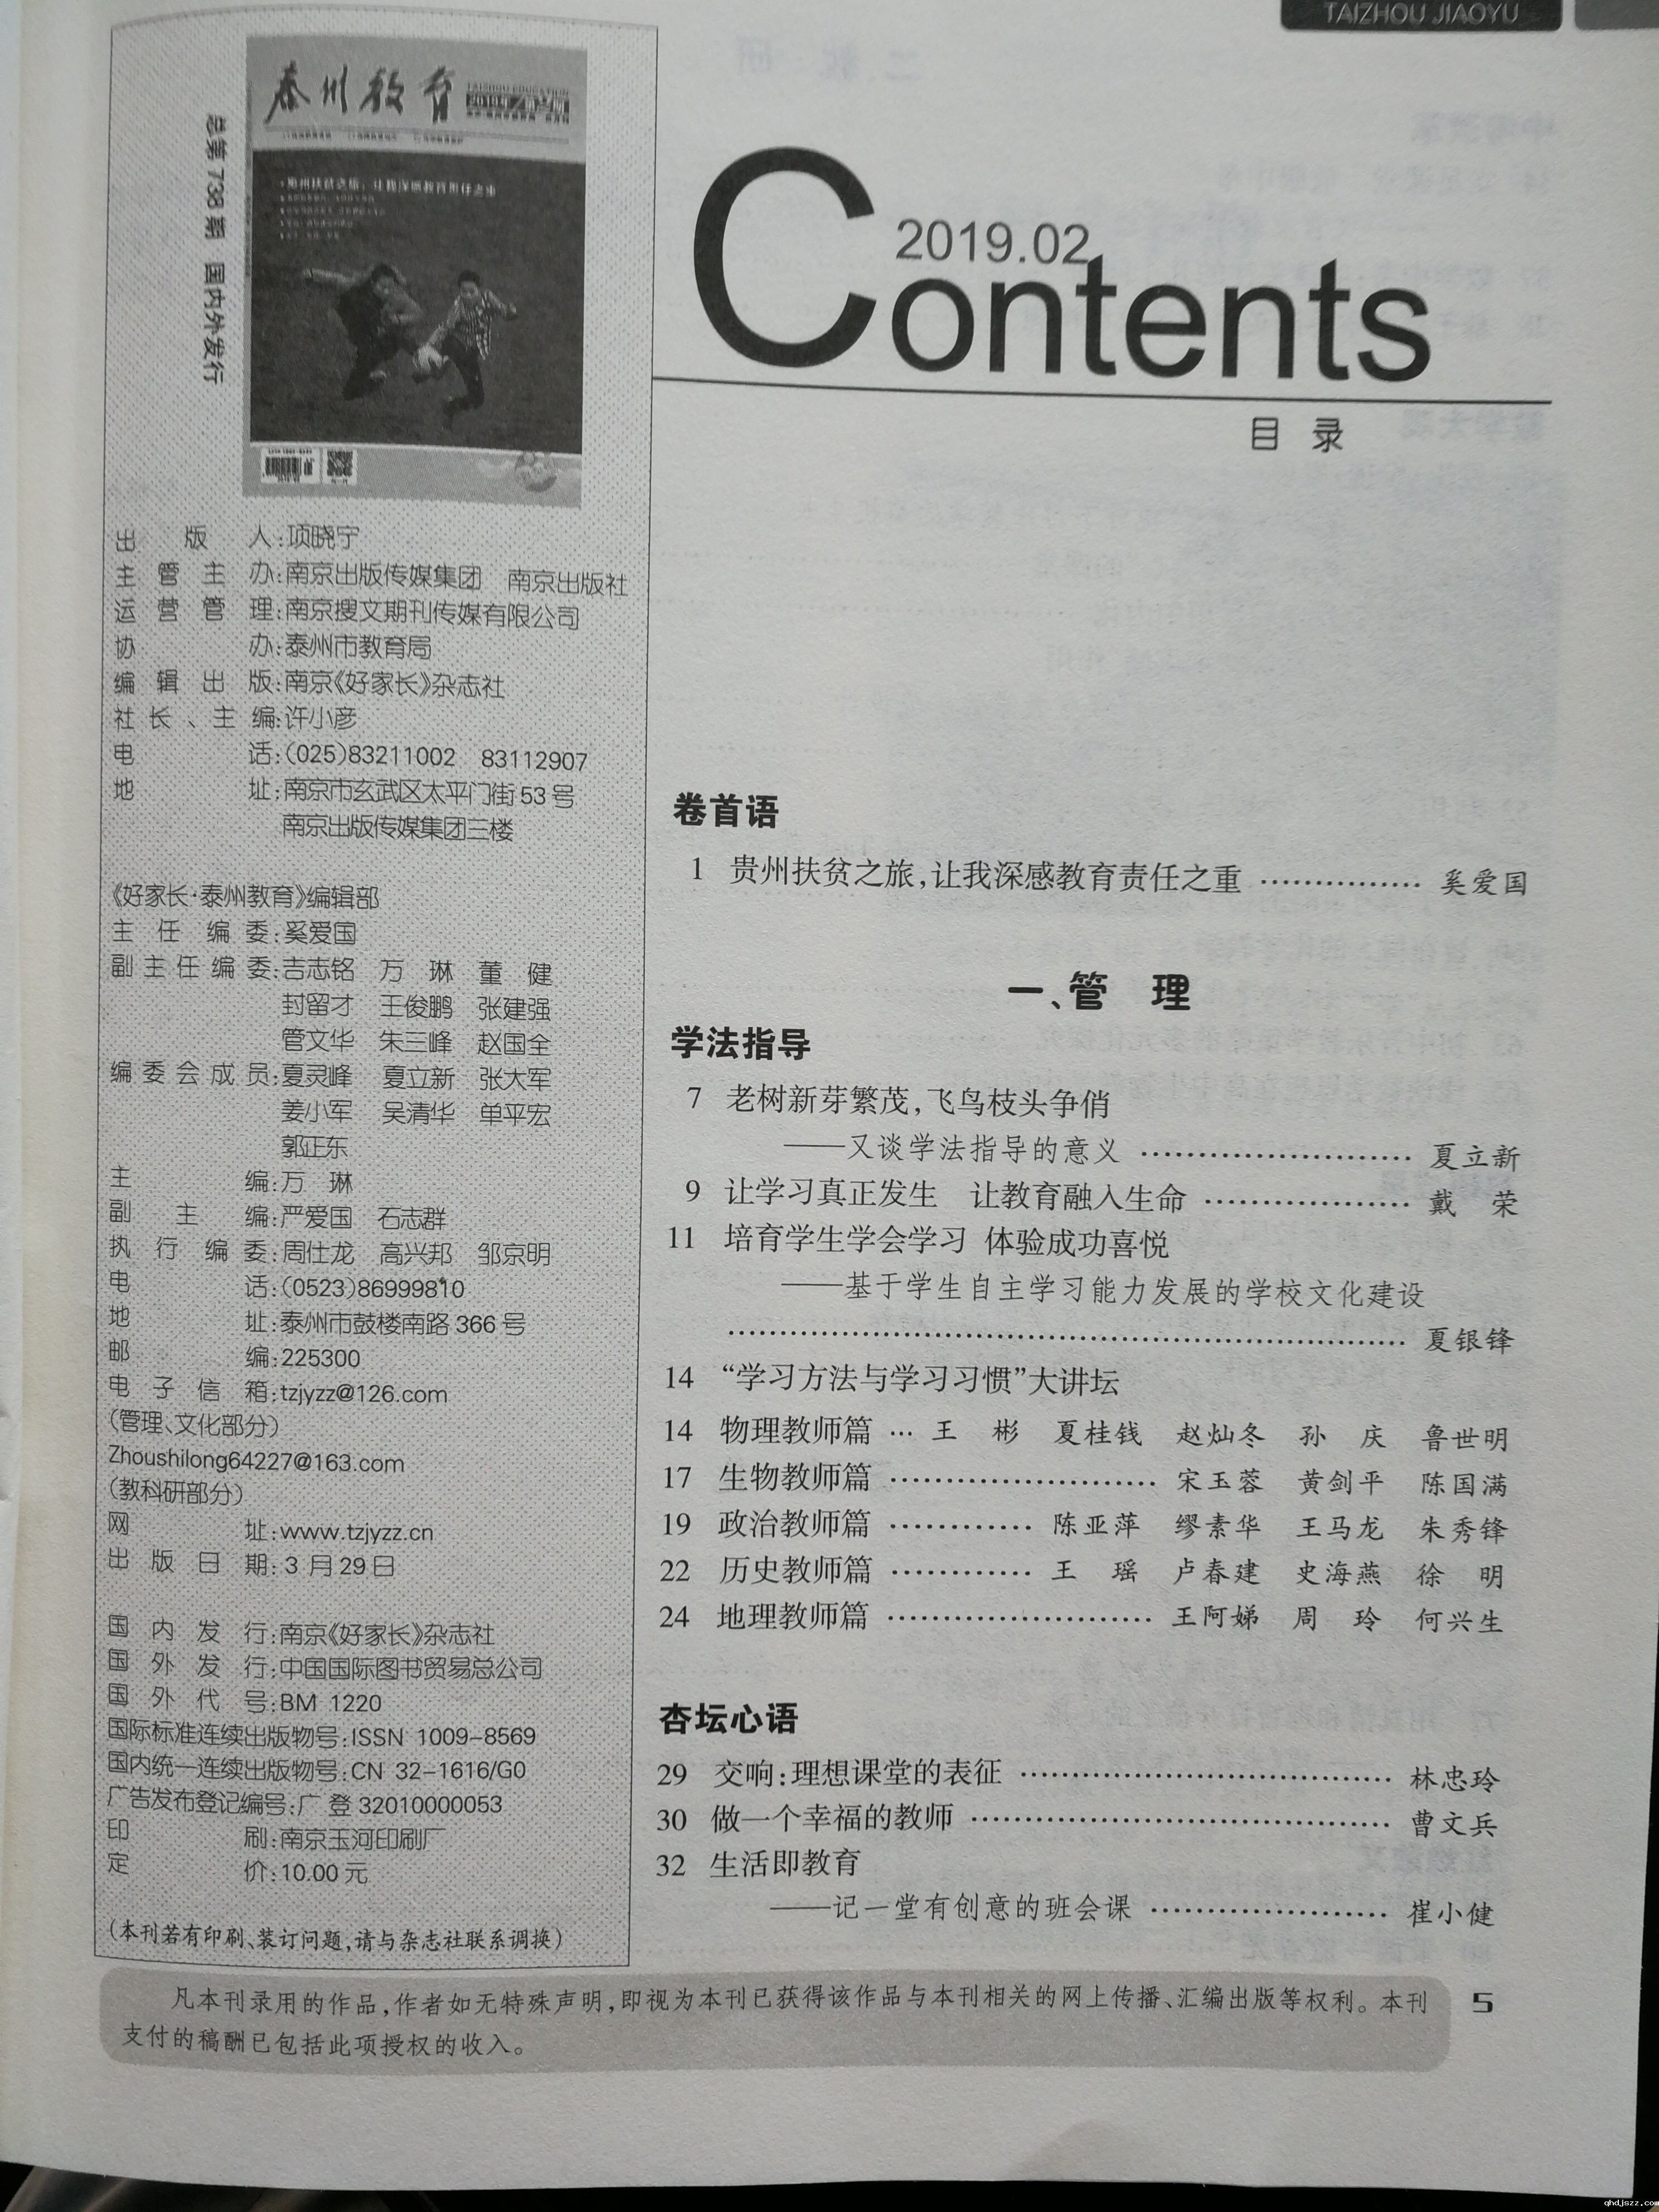 TAIZHOU JIAOYU
泰州教育
TAIZHOU EDUCATION
贵州扶贫之旅，让我深感教育责任之重
总第738期 国内外发行
出版人：项晓宁
主管主办：南京出版传媒集团 南京出版社
运营管理：南京搜文期刊传媒有限公司
协办：泰州市教育局
编辑出版：南京《好家长》杂志社
社长、主编：许小彦
电话：(025)83211002 83112907
地址：南京市玄武区太平门街53号
南京出版传媒集团三楼
《好家长·泰州教育》编辑部
主任编委：奚爱国
副主任编委：吉志铭 万琳 董健
封留才 王俊鹏 张建强
管文华 朱三峰 赵国全
编委会成员：夏灵峰 夏立新 张大军
姜小军 吴清华 单平宏
郭正东
主编：万琳
副主编：严爱国 石志群
执行编委：周仕龙 高兴邦 邹京明
电话：(0523)86999810
地址：泰州市鼓楼南路366号
邮编：225300
电子信箱：tzjyzz@126.com
（管理、文化部分）
Zhoushilong64227@163.com
（教科研部分）
网址：www.tzjyzz.cn
出版日期：3月29日
国内发行：南京《好家长》杂志社
国外发行：中国国际图书贸易总公司
国外代号：BM 1220
国际标准连续出版物号：ISSN 1009-8569
国内统一连续出版物号：CN 32-1616/G0
广告发布登记编号：广登32010000053
印刷：南京玉河印刷厂
定价：10.00元
（本刊若有印刷、装订问题，请与杂志社联系调换）
2019.02
Contents
目录
卷首语
1 贵州扶贫之旅，让我深感教育责任之重 …………… 奚爱国
一、管理
学法指导
7 老树新芽繁茂，飞鸟枝头争俏
——又谈学法指导的意义 …………………… 夏立新
9 让学习真正发生 让教育融入生命 ……………… 戴荣
11 培育学生学会学习 体验成功喜悦
——基于学生自主学习能力发展的学校文化建设
………………………………………………… 夏银锋
14 “学习方法与学习习惯”大讲坛
14 物理教师篇 … 王彬 夏桂钱 赵灿冬 孙庆 鲁世明
17 生物教师篇 …………………… 宋玉蓉 黄剑平 陈国满
19 政治教师篇 ………… 陈亚萍 缪素华 王马龙 朱秀锋
22 历史教师篇 ………… 王瑶 卢春建 史海燕 徐明
24 地理教师篇 …………………… 王阿娣 周玲 何兴生
杏坛心语
29 交响：理想课堂的表征 ……………………………… 林忠玲
30 做一个幸福的教师 ………………………………… 曹文兵
32 生活即教育
——记一堂有创意的班会课 ………………… 崔小健
凡本刊录用的作品，作者如无特殊声明，即视为本刊已获得该作品与本刊相关的网上传播、汇编出版等权利。本刊
支付的稿酬已包括此项授权的收入。
5
qhdjszz.com